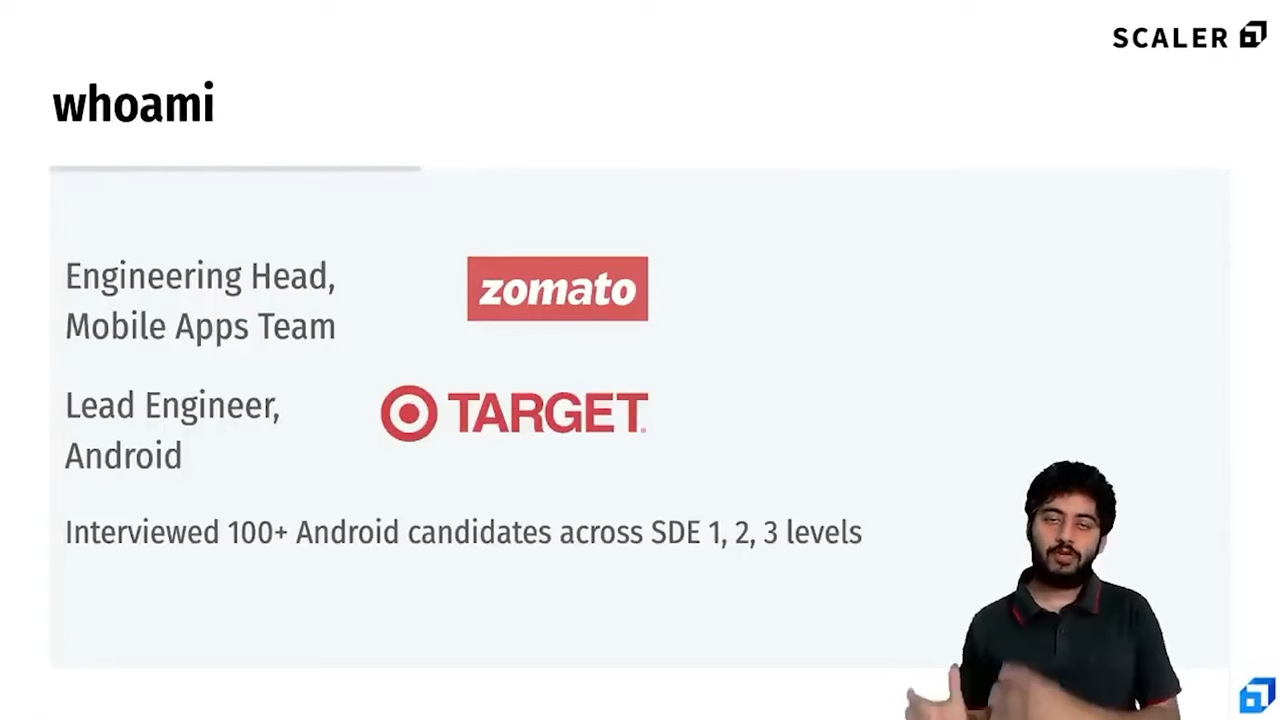 SCALER
whoami
Engineering Head,
Mobile Apps Team
zomato
Lead Engineer,
Android
TARGET.
Interviewed 100+ Android candidates across SDE 1, 2, 3 levels